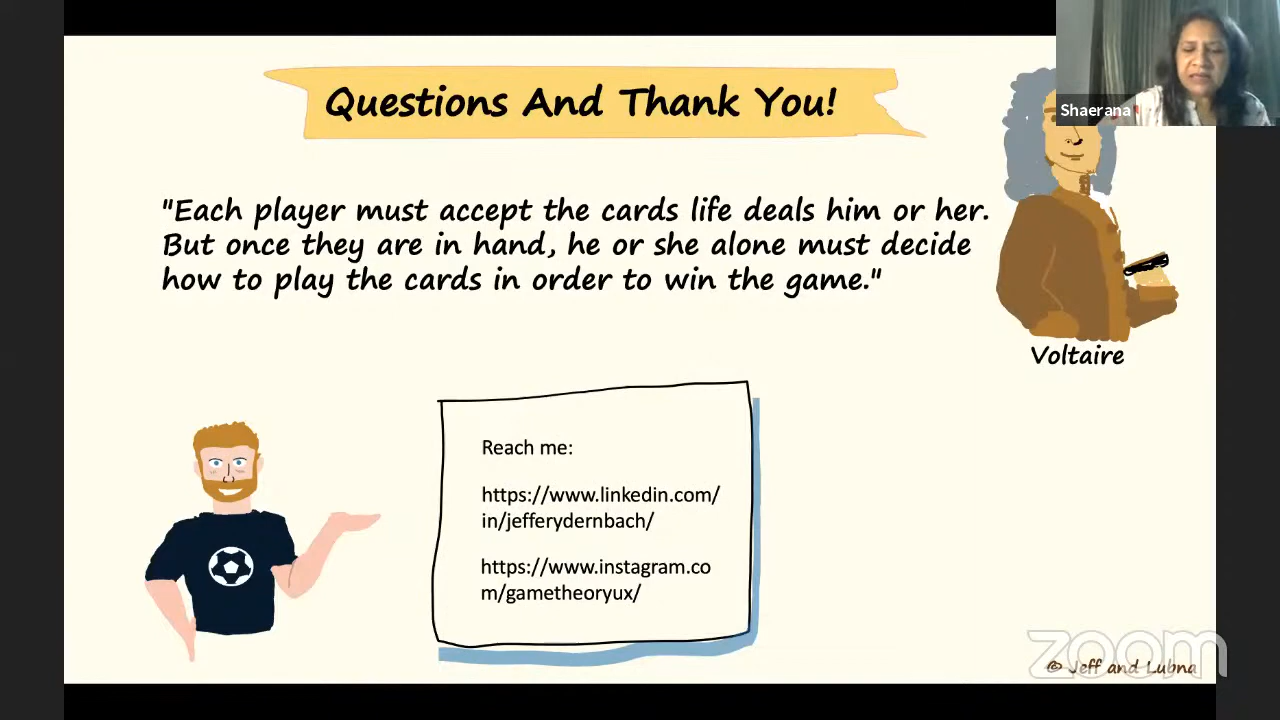 Questions And Thank You!
Shaerana
"Each player must accept the cards life deals him or her.
But once they are in hand, he or she alone must decide
how to play the cards in order to win the game."
Voltaire
Reach me:
https://www.linkedin.com/
in/jefferydernbach/
https://www.instagram.co
m/gametheoryux/
zoom
© Jeff and Lubna